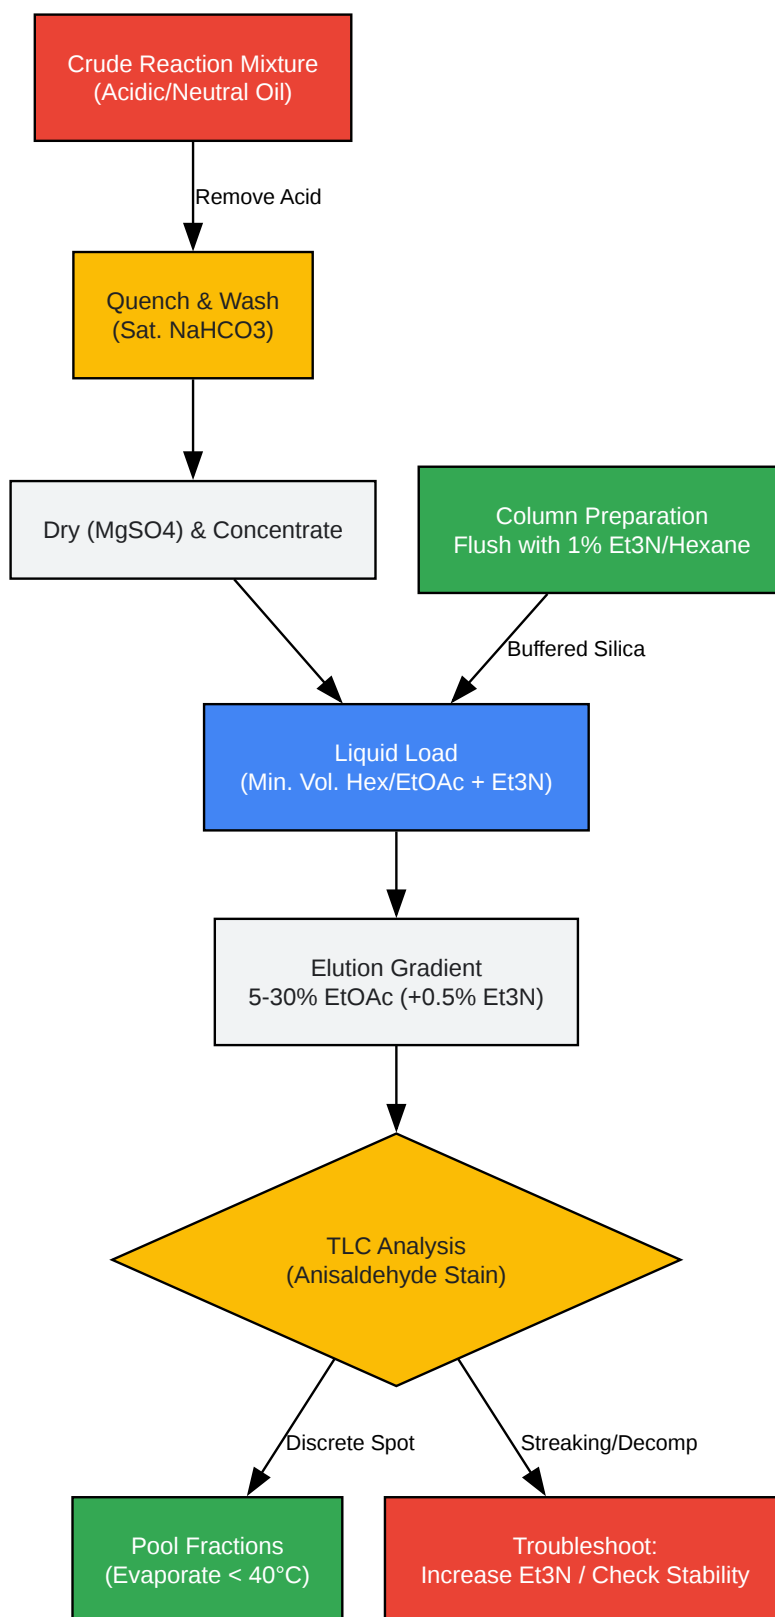 Crude Reaction Mixture
(Acidic/Neutral Oil)
Remove Acid
Quench & Wash
(Sat. NaHCO3)
Dry (MgSO4) & Concentrate
Column Preparation
Flush with 1% Et3N/Hexane
Buffered Silica
Liquid Load
(Min. Vol. Hex/EtOAc + Et3N)
Elution Gradient
5-30% EtOAc (+0.5% Et3N)
TLC Analysis
(Anisaldehyde Stain)
Discrete Spot
Streaking/Decomp
Pool Fractions
(Evaporate < 40°C)
Troubleshoot:
Increase Et3N / Check Stability